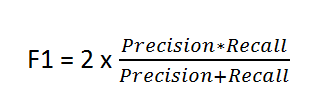 F1 = 2 x Precision*Recall
Precision+Recall